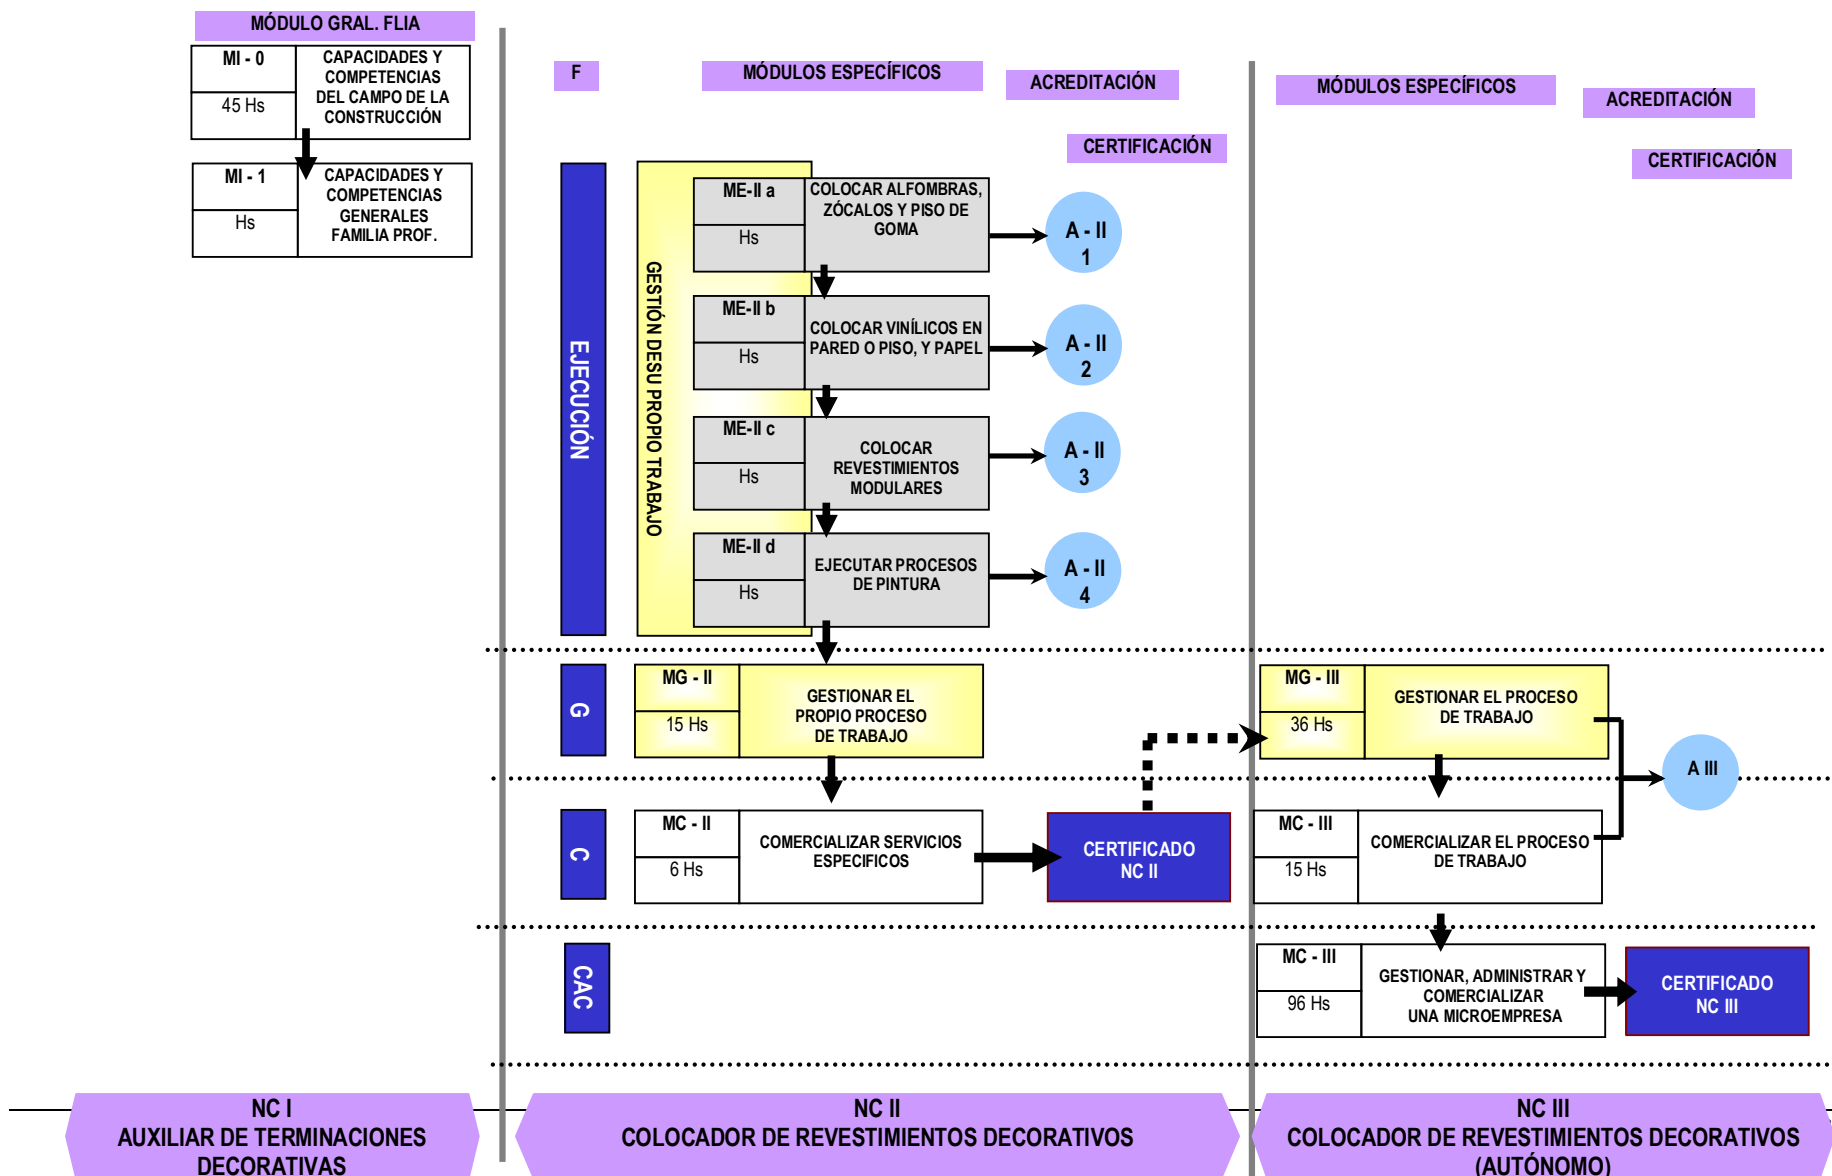 MÓDULO GRAL. FLIA
MI - 0
45 Hs
CAPACIDADES Y
COMPETENCIAS
DEL CAMPO DE LA
CONSTRUCCIÓN
MI - 1
Hs
CAPACIDADES Y
COMPETENCIAS
GENERALES
FAMILIA PROF.
F
MÓDULOS ESPECÍFICOS
ACREDITACIÓN
CERTIFICACIÓN
EJECUCIÓN
GESTIÓN DESU PROPIO TRABAJO
ME-II a
Hs
COLOCAR ALFOMBRAS,
ZÓCALOS Y PISO DE
GOMA
A - II
1
ME-II b
Hs
COLOCAR VINÍLICOS EN
PARED O PISO, Y PAPEL
A - II
2
ME-II c
Hs
COLOCAR
REVESTIMIENTOS
MODULARES
A - II
3
ME-II d
Hs
EJECUTAR PROCESOS
DE PINTURA
A - II
4
G
MG - II
15 Hs
GESTIONAR EL
PROPIO PROCESO
DE TRABAJO
C
MC - II
6 Hs
COMERCIALIZAR SERVICIOS
ESPECIFICOS
CERTIFICADO
NC II
CAC
MÓDULOS ESPECÍFICOS
ACREDITACIÓN
CERTIFICACIÓN
MG - III
36 Hs
GESTIONAR EL PROCESO
DE TRABAJO
A III
MC - III
15 Hs
COMERCIALIZAR EL PROCESO
DE TRABAJO
MC - III
96 Hs
GESTIONAR, ADMINISTRAR Y
COMERCIALIZAR
UNA MICROEMPRESA
CERTIFICADO
NC III
NC I
AUXILIAR DE TERMINACIONES
DECORATIVAS
NC II
COLOCADOR DE REVESTIMIENTOS DECORATIVOS
NC III
COLOCADOR DE REVESTIMIENTOS DECORATIVOS
(AUTÓNOMO)